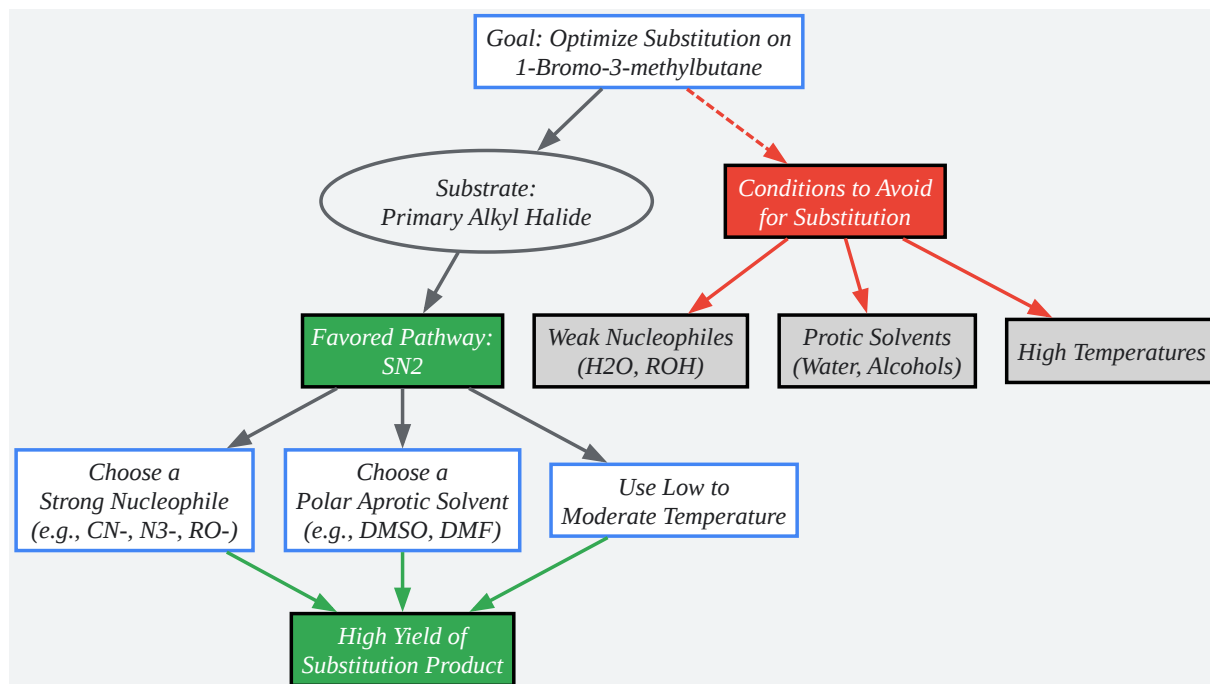 Goal: Optimize Substitution on
1-Bromo-3-methylbutane
Substrate:
Primary Alkyl Halide
Conditions to Avoid
for Substitution
Favored Pathway:
SN2
Weak Nucleophiles
(H2O, ROH)
Protic Solvents
(Water, Alcohols)
High Temperatures
Choose a
Strong Nucleophile
(e.g., CN-, N3-, RO-)
Choose a
Polar Aprotic Solvent
(e.g., DMSO, DMF)
Use Low to
Moderate Temperature
High Yield of
Substitution Product